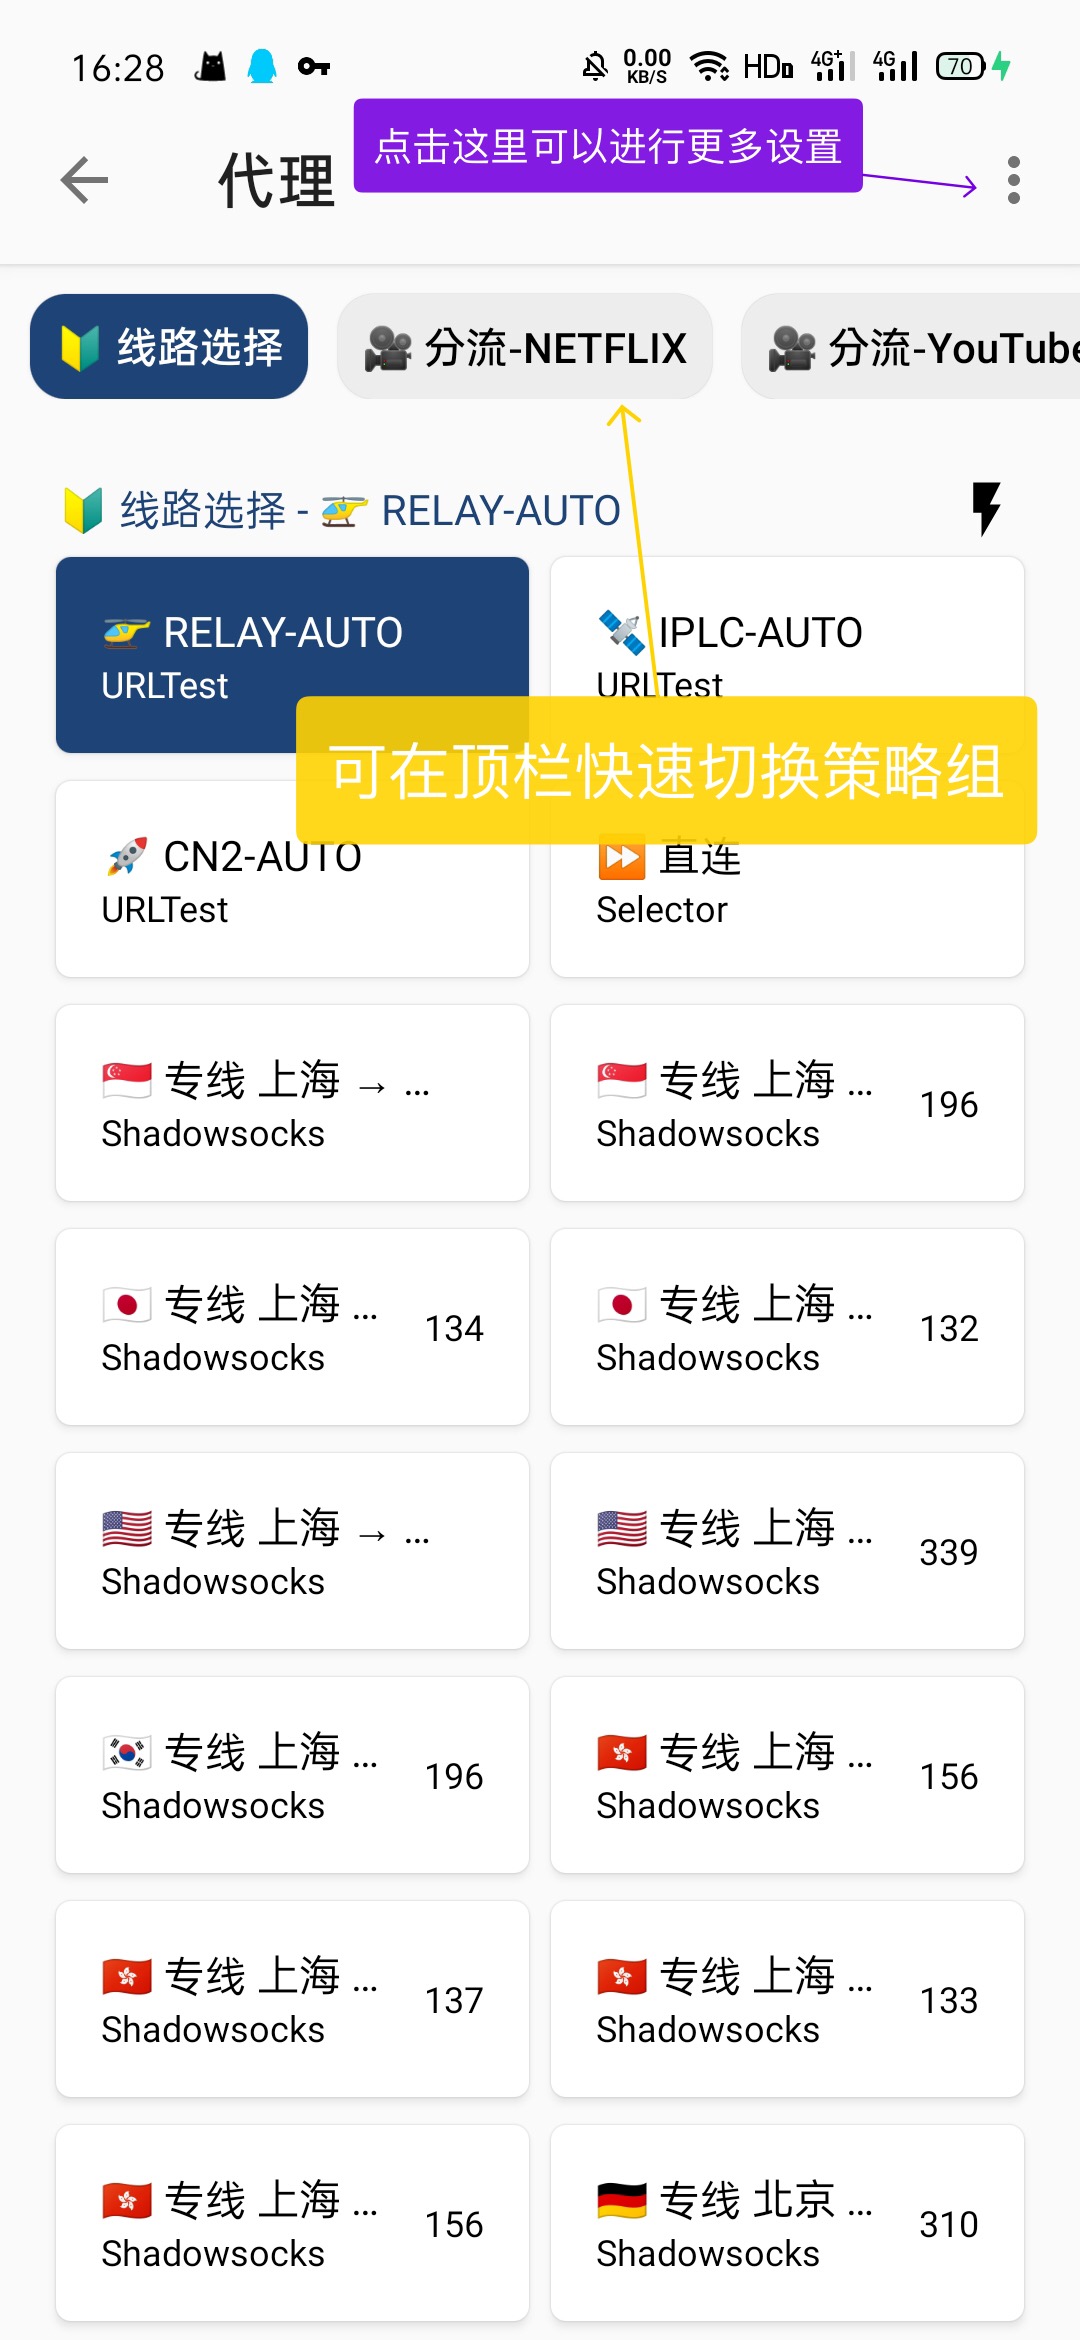 16:28
0.00
KB/S
HD
4G+
4G
70
点击这里可以进行更多设置
代理
线路选择
分流-NETFLIX
分流-YouTube
线路选择 - RELAY-AUTO
RELAY-AUTO
URLTest
IPLC-AUTO
URLTest
可在顶栏快速切换策略组
CN2-AUTO
URLTest
直连
Selector
专线 上海 → ...
Shadowsocks
专线 上海 ...
Shadowsocks
196
专线 上海 ...
Shadowsocks
134
专线 上海 ...
Shadowsocks
132
专线 上海 → ...
Shadowsocks
专线 上海 ...
Shadowsocks
339
专线 上海 ...
Shadowsocks
196
专线 上海 ...
Shadowsocks
156
专线 上海 ...
Shadowsocks
137
专线 上海 ...
Shadowsocks
133
专线 上海 ...
Shadowsocks
156
专线 北京 ...
Shadowsocks
310